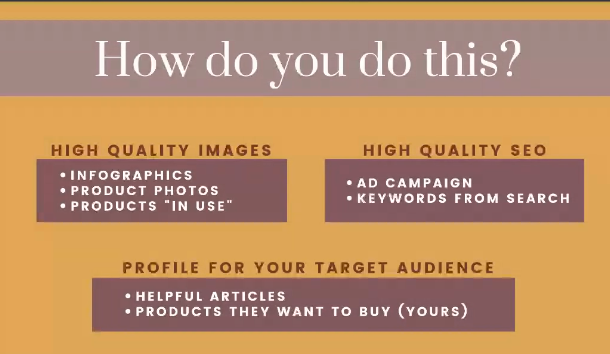 How do you do this?
HIGH QUALITY IMAGES
• INFOGRAPHICS
• PRODUCT PHOTOS
• PRODUCTS "IN USE"
HIGH QUALITY SEO
• AD CAMPAIGN
• KEYWORDS FROM SEARCH
PROFILE FOR YOUR TARGET AUDIENCE
• HELPFUL ARTICLES
• PRODUCTS THEY WANT TO BUY (YOURS)